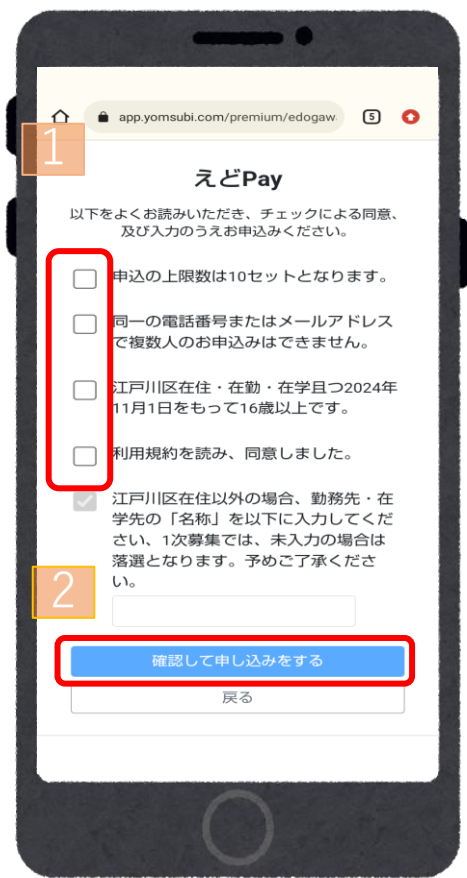 app.yomsubi.com/premium/edogaw
5
1
えどPay
以下をよくお読みいただき、チェックによる同意、
及び入力のうえお申込みください。
申込の上限数は10セットとなります。
同一の電話番号またはメールアドレス
で複数人のお申込みはできません。
江戸川区在住・在勤・在学且つ2024年
11月1日をもって16歳以上です。
利用規約を読み、同意しました。
江戸川区在住以外の場合、勤務先・在
学先の「名称」を以下に入力してくだ
さい、1次募集では、未入力の場合は
落選となります。予めご了承くださ
い。
2
確認して申し込みをする
戻る